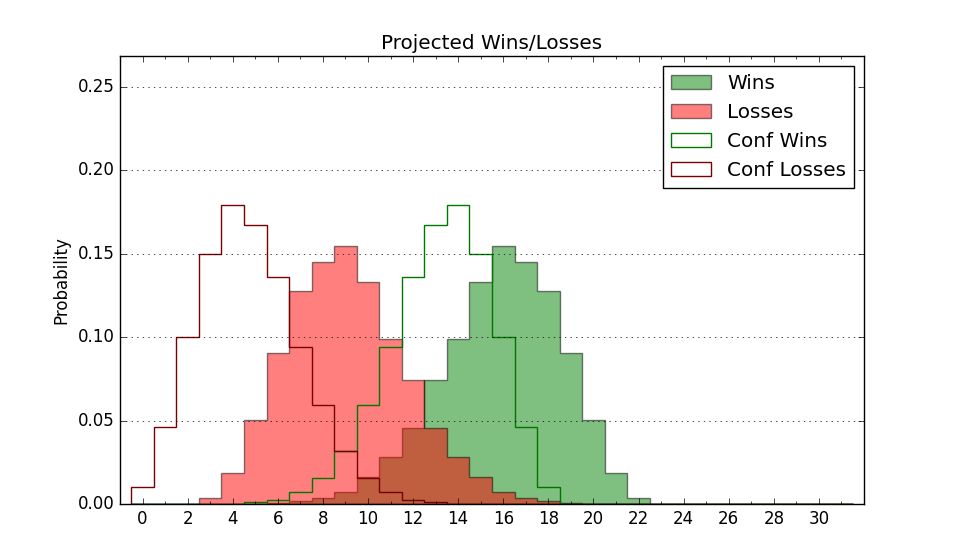 Projected Wins/Losses
Wins
Losses
Conf Wins
Conf Losses
Probability
0.25
0.20
0.15
0.10
0.05
0.00
0 2 4 6 8 10 12 14 16 18 20 22 24 26 28 30